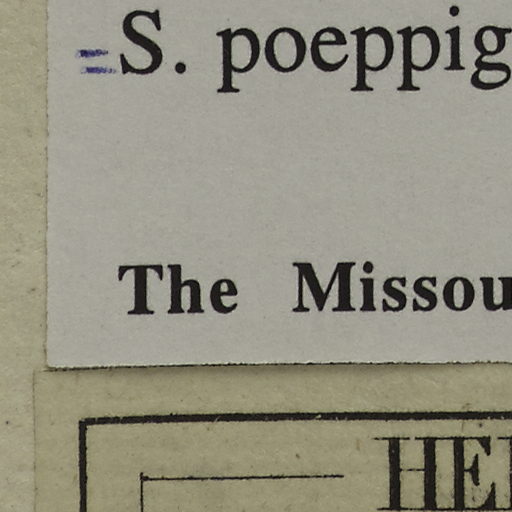 =S. poeppig
The Missou
HE